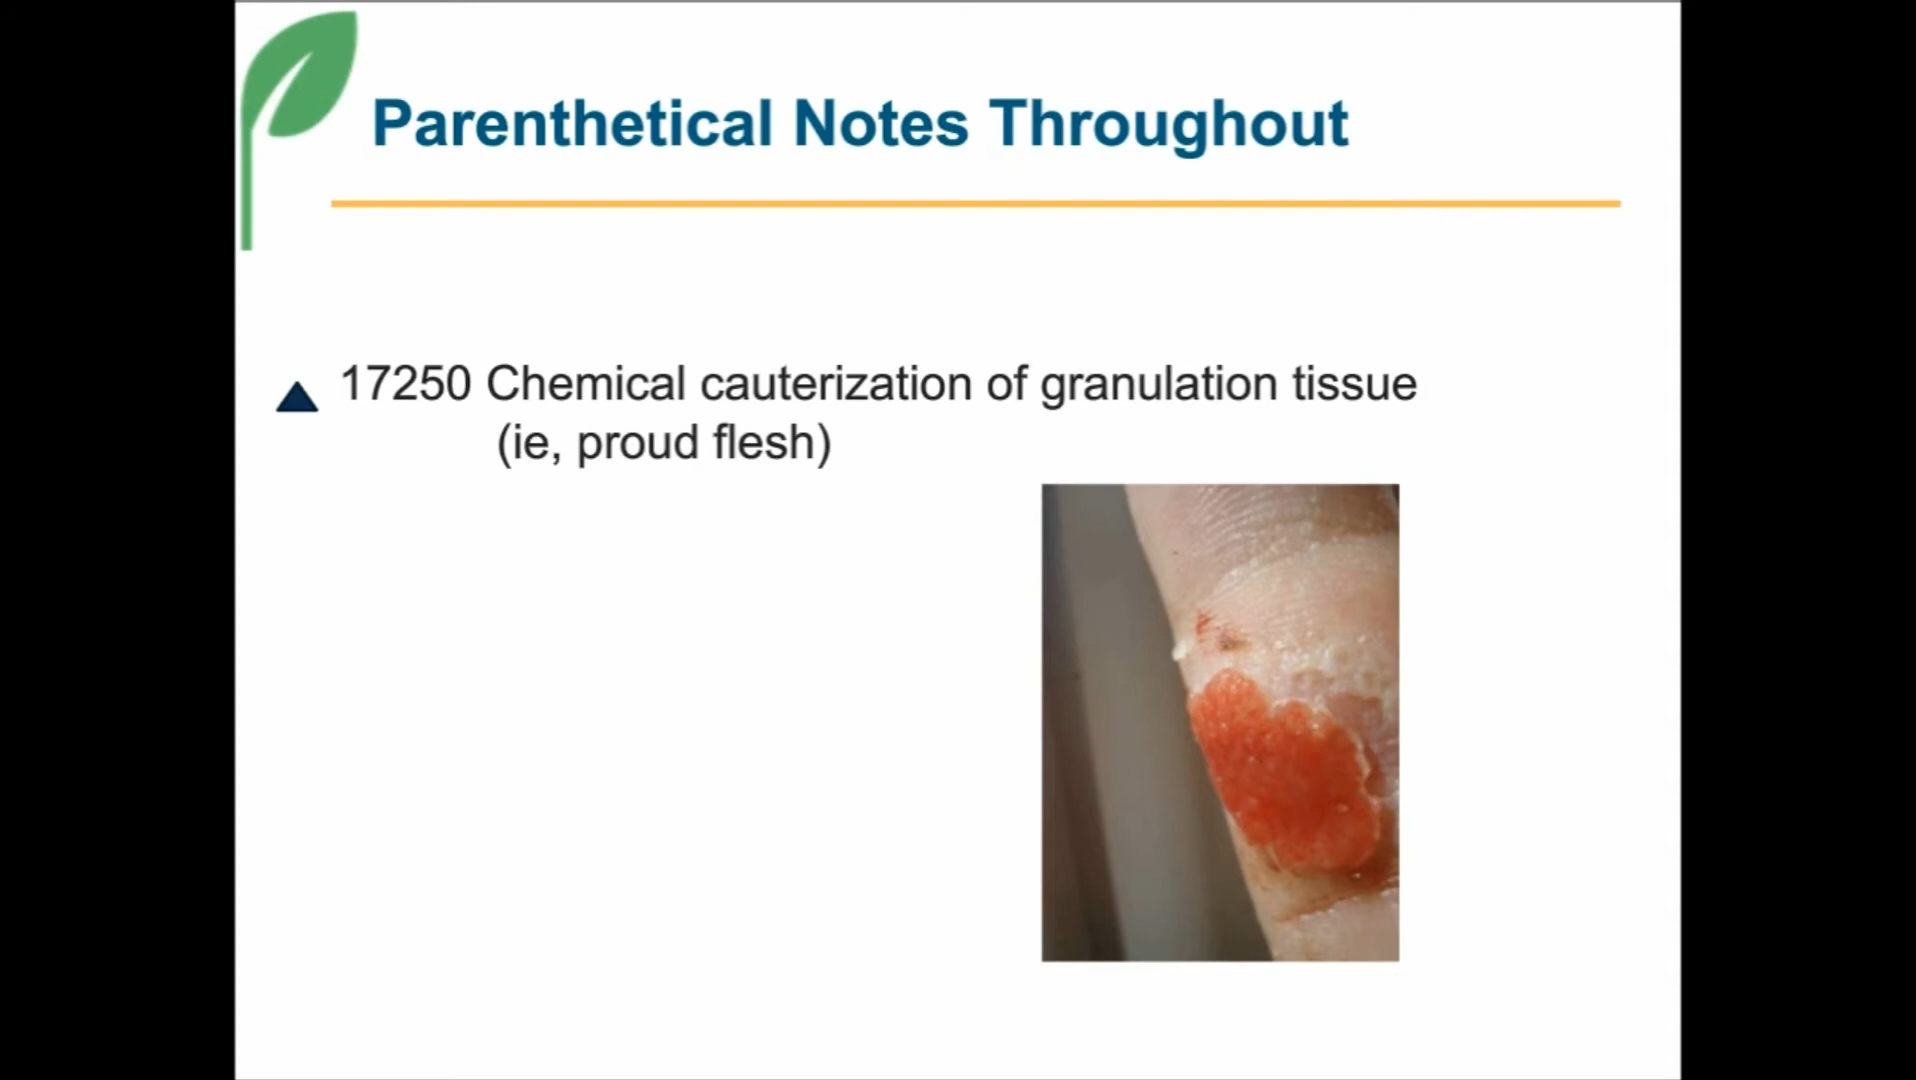 Parenthetical Notes Throughout
17250 Chemical cauterization of granulation tissue
(ie, proud flesh)